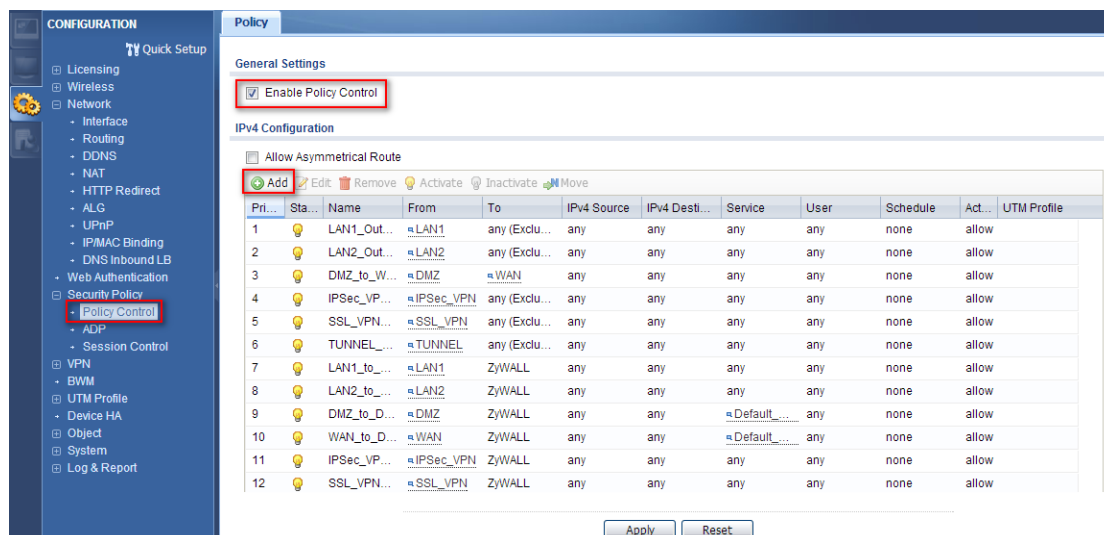 CONFIGURATION
Quick Setup
Licensing
Wireless
Network
Interface
Routing
DDNS
NAT
HTTP Redirect
ALG
UPnP
IP/MAC Binding
DNS Inbound LB
Web Authentication
Security Policy
Policy Control
ADP
Session Control
VPN
BWM
UTM Profile
Device HA
Object
System
Log & Report
Policy
General Settings
Enable Policy Control
IPv4 Configuration
Allow Asymmetrical Route
Add Edit Remove Activate Inactivate Move
Pri... Sta... Name From To IPv4 Source IPv4 Desti... Service User Schedule Act... UTM Profile
1 LAN1_Out... LAN1 any (Exclu... any any any any none allow
2 LAN2_Out... LAN2 any (Exclu... any any any any none allow
3 DMZ_to_W... DMZ WAN any any any any none allow
4 IPSec_VP... IPSec_VPN any (Exclu... any any any any none allow
5 SSL_VPN... SSL_VPN any (Exclu... any any any any none allow
6 TUNNEL_... TUNNEL any (Exclu... any any any any none allow
7 LAN1_to_... LAN1 ZyWALL any any any any none allow
8 LAN2_to_... LAN2 ZyWALL any any any any none allow
9 DMZ_to_D... DMZ ZyWALL any any Default_... any none allow
10 WAN_to_D... WAN ZyWALL any any Default_... any none allow
11 IPSec_VP... IPSec_VPN ZyWALL any any any any none allow
12 SSL_VPN... SSL_VPN ZyWALL any any any any none allow
Apply Reset